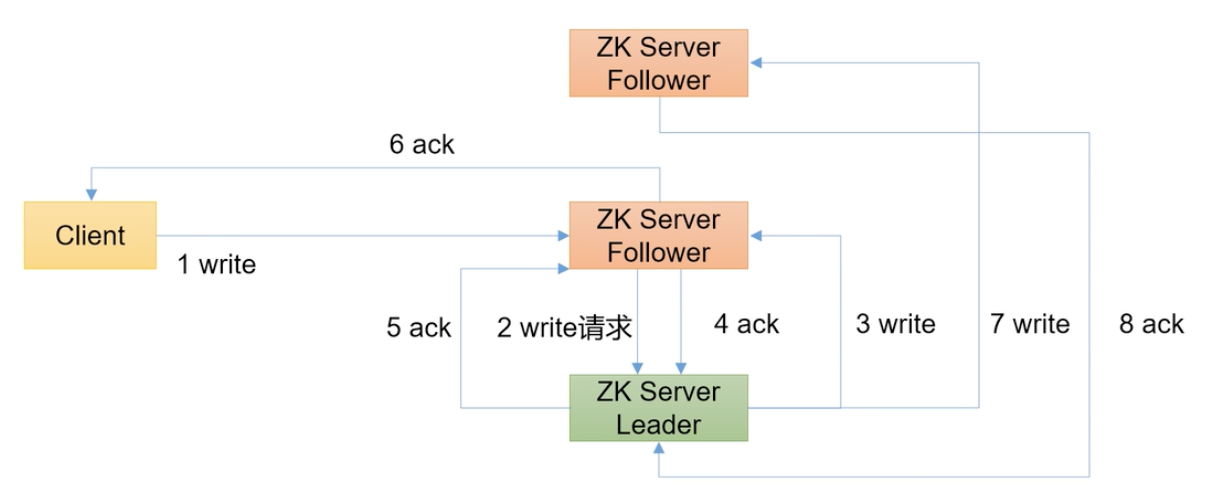 ZK Server
Follower
6 ack
Client
ZK Server
Follower
1 write
5 ack
2 write请求
4 ack
3 write
7 write
8 ack
ZK Server
Leader